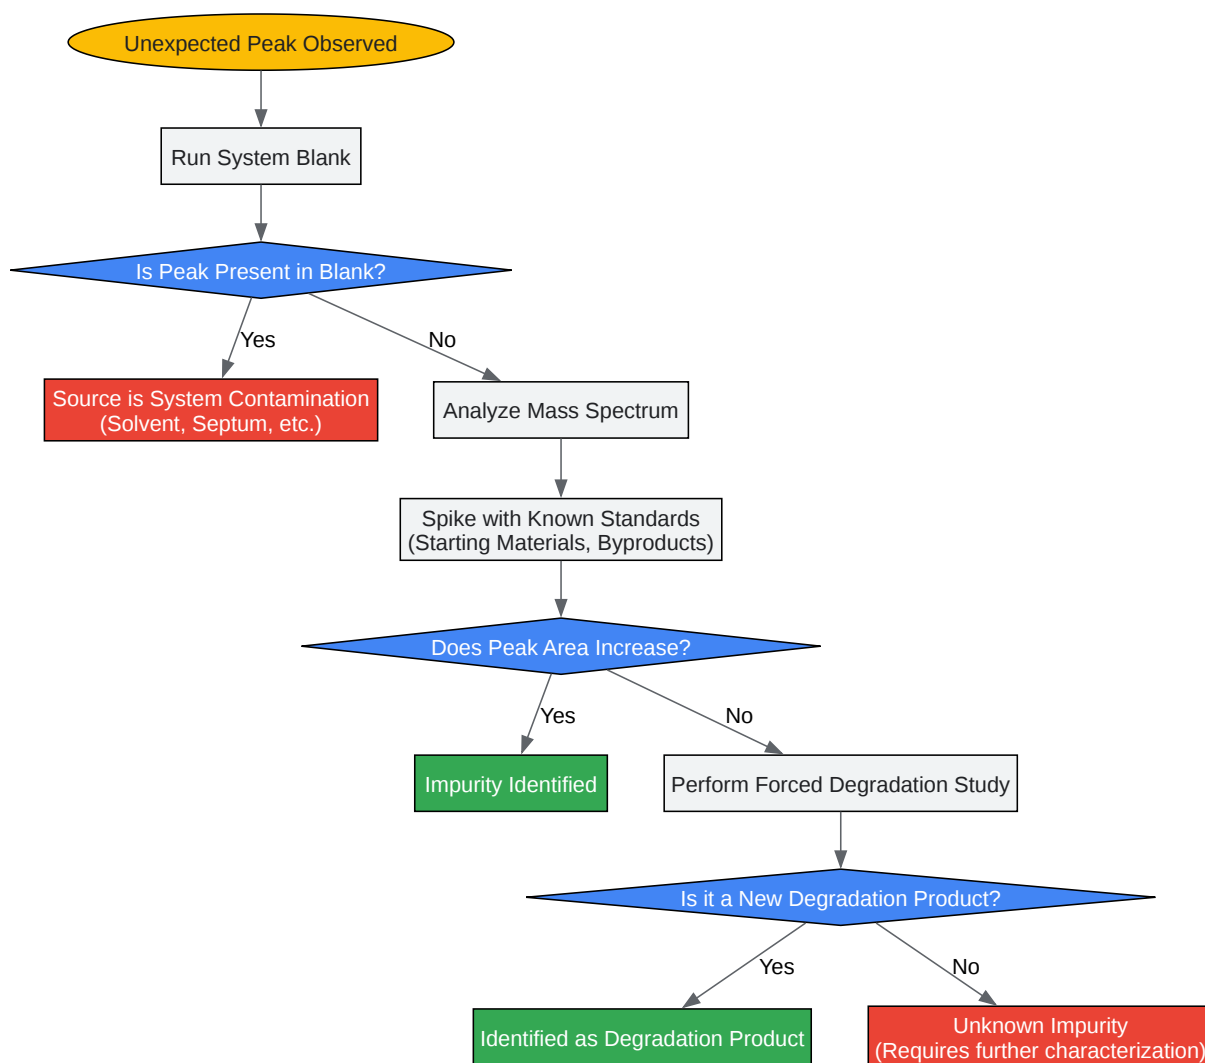 Unexpected Peak Observed
Run System Blank
Is Peak Present in Blank?
Yes
No
Source is System Contamination
(Solvent, Septum, etc.)
Analyze Mass Spectrum
Spike with Known Standards
(Starting Materials, Byproducts)
Does Peak Area Increase?
Yes
No
Impurity Identified
Perform Forced Degradation Study
Is it a New Degradation Product?
Yes
No
Identified as Degradation Product
Unknown Impurity
(Requires further characterization)